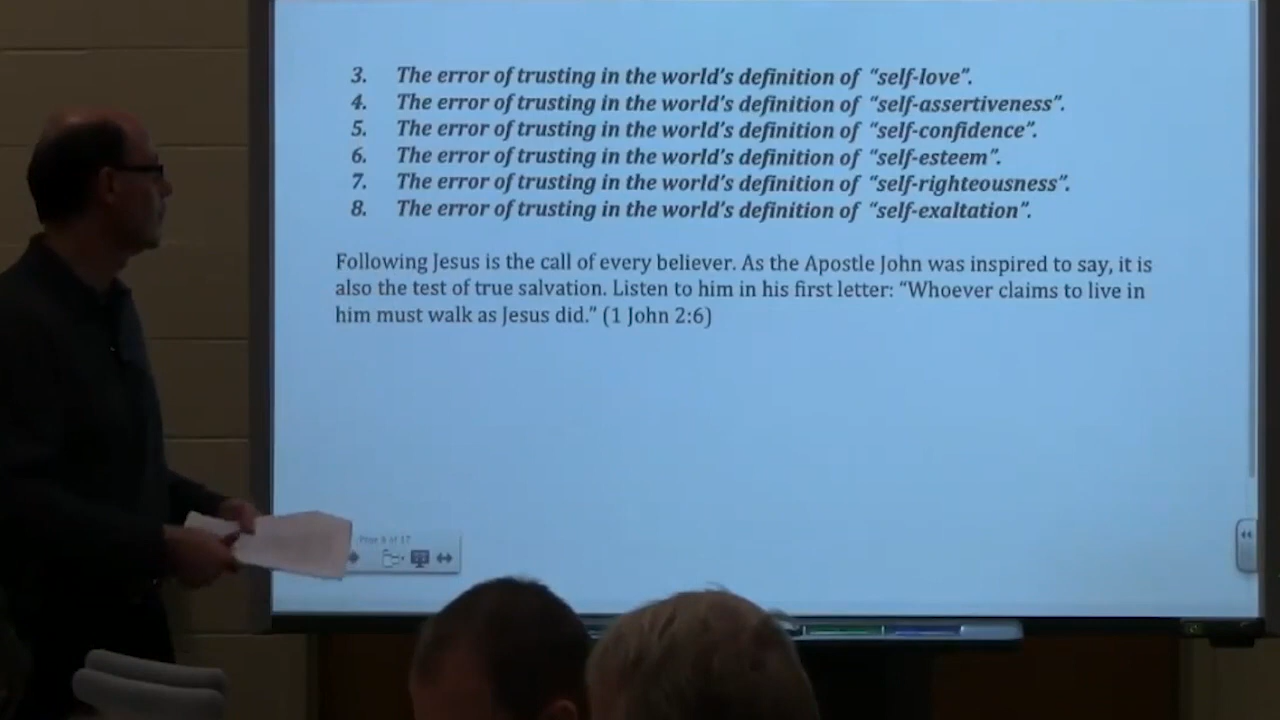 3. The error of trusting in the world's definition of "self-love".
4. The error of trusting in the world's definition of "self-assertiveness".
5. The error of trusting in the world's definition of "self-confidence".
6. The error of trusting in the world's definition of "self-esteem".
7. The error of trusting in the world's definition of "self-righteousness".
8. The error of trusting in the world's definition of "self-exaltation".
Following Jesus is the call of every believer. As the Apostle John was inspired to say, it is
also the test of true salvation. Listen to him in his first letter: "Whoever claims to live in
him must walk as Jesus did." (1 John 2:6)
Page of 17